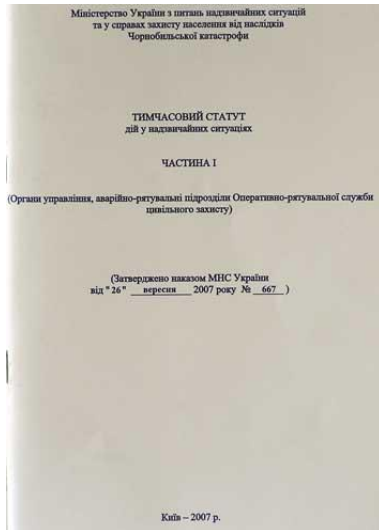 Міністерство України з питань надзвичайних ситуацій
та у справах захисту населення від наслідків
Чорнобильської катастрофи
ТИМЧАСОВИЙ СТАТУТ
дій у надзвичайних ситуаціях
ЧАСТИНА І
(Органи управління, аварійно-рятувальні підрозділи Оперативно-рятувальної служби
цивільного захисту)
(Затверджено наказом МНС України
від "26" вересня 2007 року № 667 )
Київ – 2007 р.